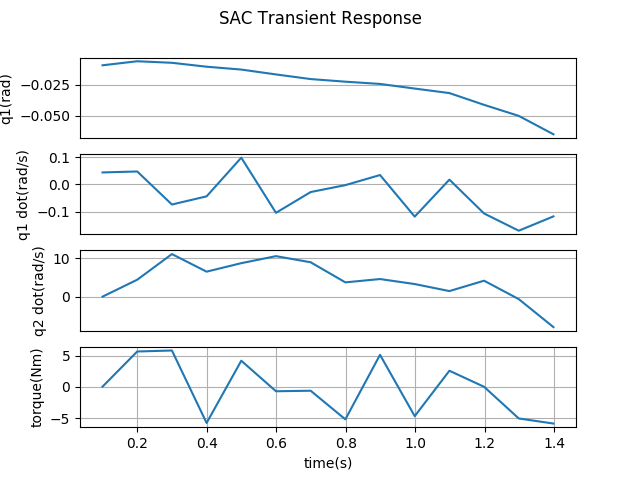 SAC Transient Response
q1(rad)
−0.025
−0.050
q1 dot(rad/s)
0.1
0.0
−0.1
q2 dot(rad/s)
10
0
torque(Nm)
5
0
−5
0.2 0.4 0.6 0.8 1.0 1.2 1.4
time(s)